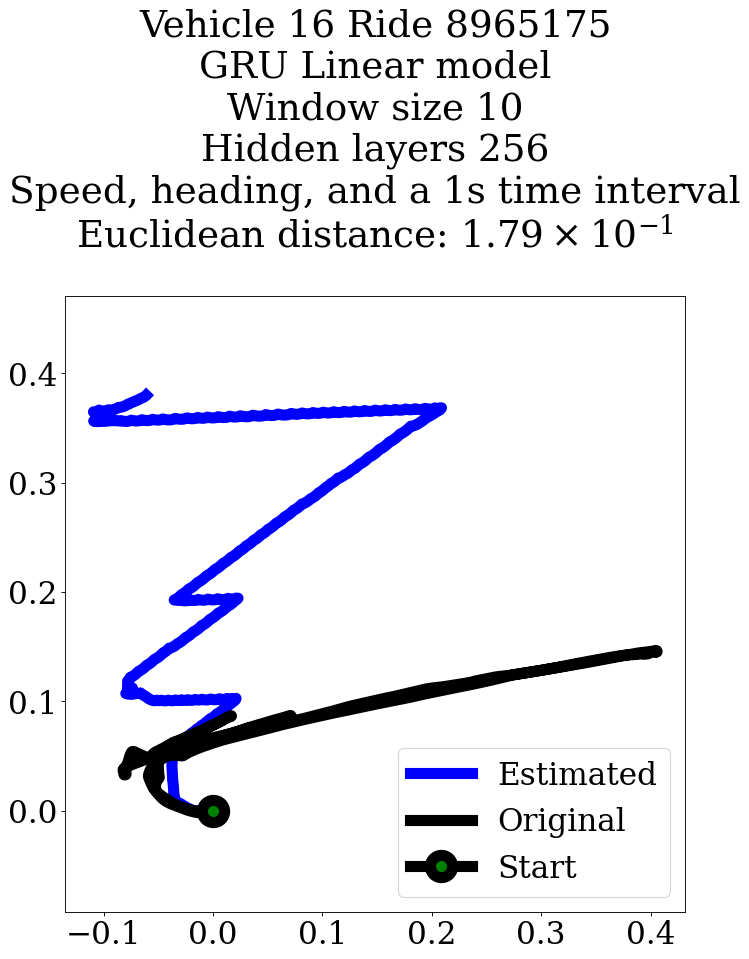 Vehicle 16 Ride 8965175
GRU Linear model
Window size 10
Hidden layers 256
Speed, heading, and a 1s time interval
Euclidean distance: 1.79 × 10⁻¹
0.4
0.3
0.2
0.1
0.0
Estimated
Original
Start
−0.1 0.0 0.1 0.2 0.3 0.4